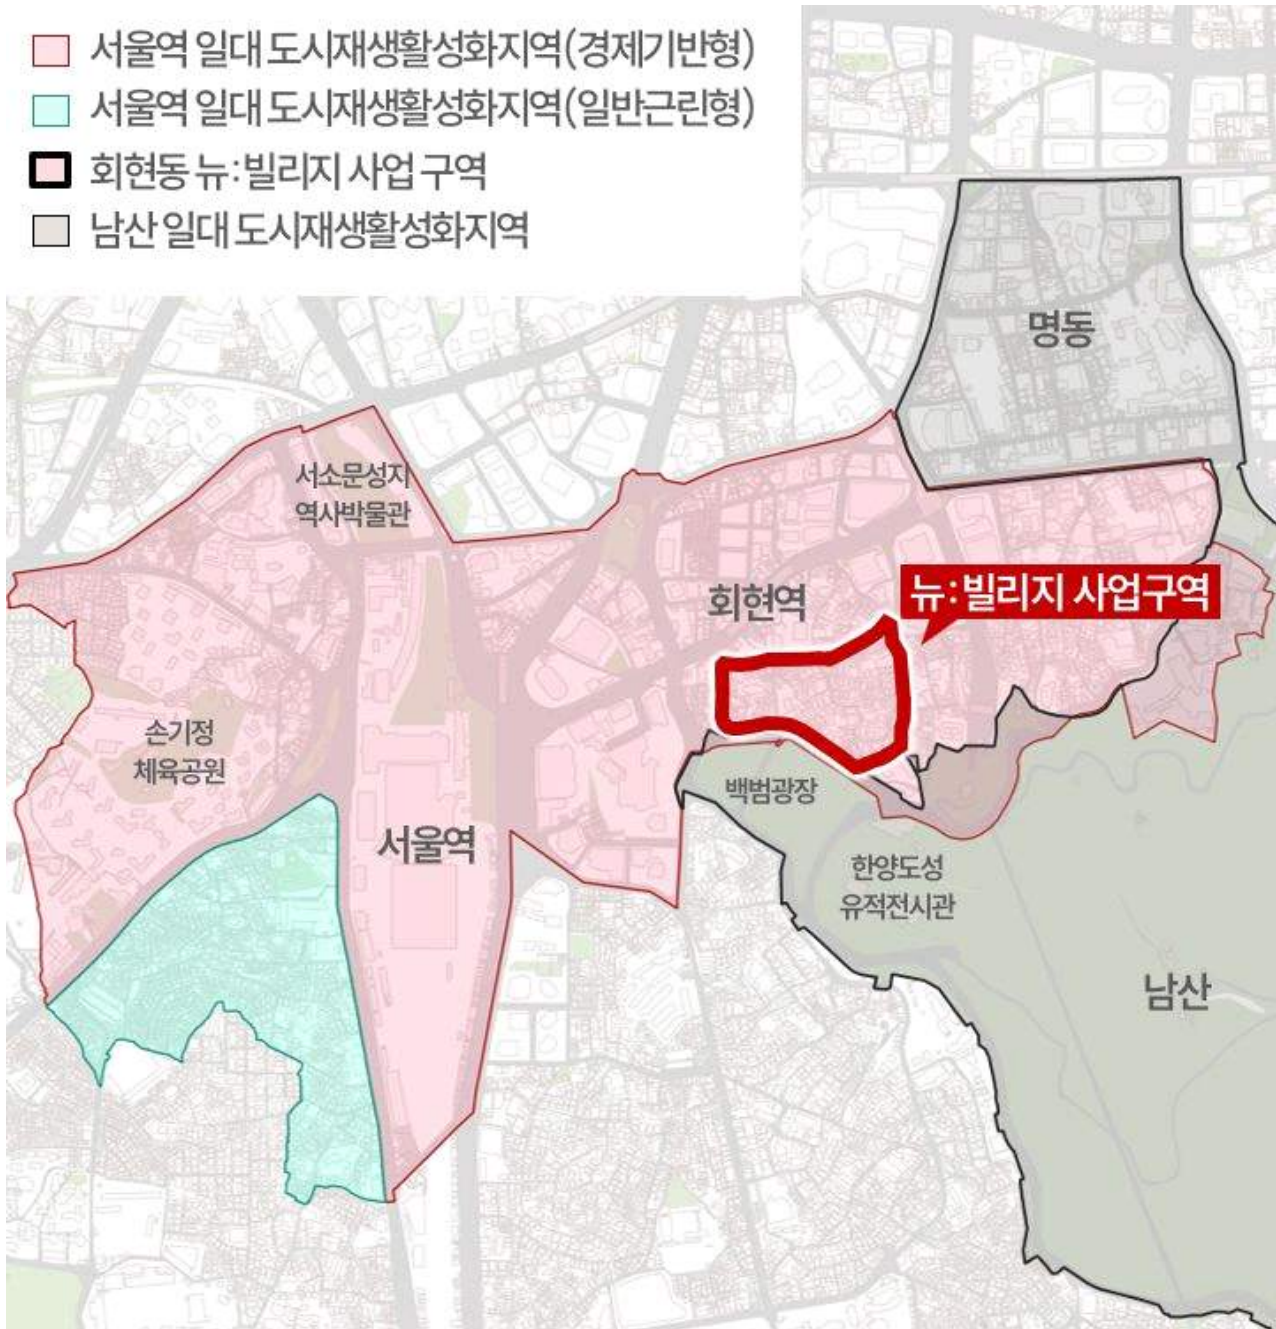 서울역 일대 도시재생활성화지역(경제기반형)
서울역 일대 도시재생활성화지역(일반근린형)
회현동 뉴:빌리지 사업 구역
남산 일대 도시재생활성화지역
명동
서소문성지
역사박물관
회현역
뉴:빌리지 사업구역
손기정
체육공원
백범광장
서울역
한양도성
유적전시관
남산